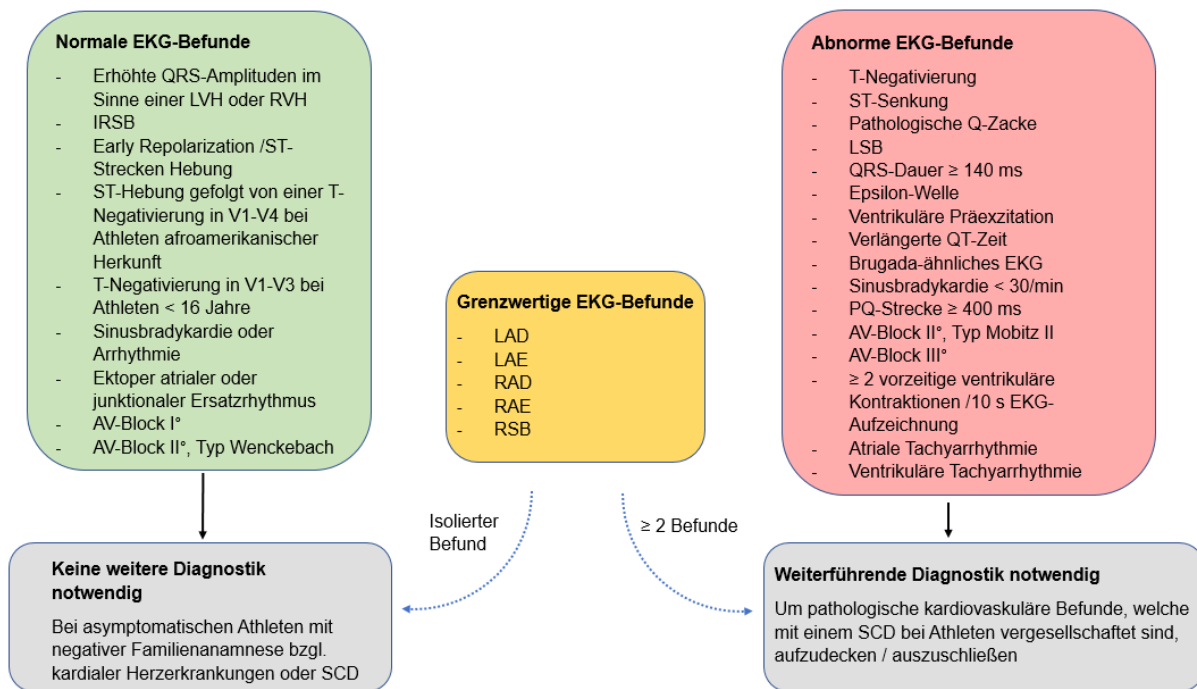 Normale EKG-Befunde
- Erhöhte QRS-Amplituden im
Sinne einer LVH oder RVH
- IRSB
- Early Repolarization /ST-
Strecken Hebung
- ST-Hebung gefolgt von einer T-
Negativierung in V1-V4 bei
Athleten afroamerikanischer
Herkunft
- T-Negativierung in V1-V3 bei
Athleten < 16 Jahre
- Sinusbradykardie oder
Arrhythmie
- Ektoper atrialer oder
junktionaler Ersatzrhythmus
- AV-Block I°
- AV-Block II°, Typ Wenckebach
Grenzwertige EKG-Befunde
- LAD
- LAE
- RAD
- RAE
- RSB
Abnorme EKG-Befunde
- T-Negativierung
- ST-Senkung
- Pathologische Q-Zacke
- LSB
- QRS-Dauer ≥ 140 ms
- Epsilon-Welle
- Ventrikuläre Präexzitation
- Verlängerte QT-Zeit
- Brugada-ähnliches EKG
- Sinusbradykardie < 30/min
- PQ-Strecke ≥ 400 ms
- AV-Block II°, Typ Mobitz II
- AV-Block III°
- ≥ 2 vorzeitige ventrikuläre
Kontraktionen /10 s EKG-
Aufzeichnung
- Atriale Tachyarrhythmie
- Ventrikuläre Tachyarrhythmie
Isolierter
Befund
≥ 2 Befunde
Keine weitere Diagnostik
notwendig
Bei asymptomatischen Athleten mit
negativer Familienanamnese bzgl.
kardialer Herzerkrankungen oder SCD
Weiterführende Diagnostik notwendig
Um pathologische kardiovaskuläre Befunde, welche
mit einem SCD bei Athleten vergesellschaftet sind,
aufzudecken / auszuschließen